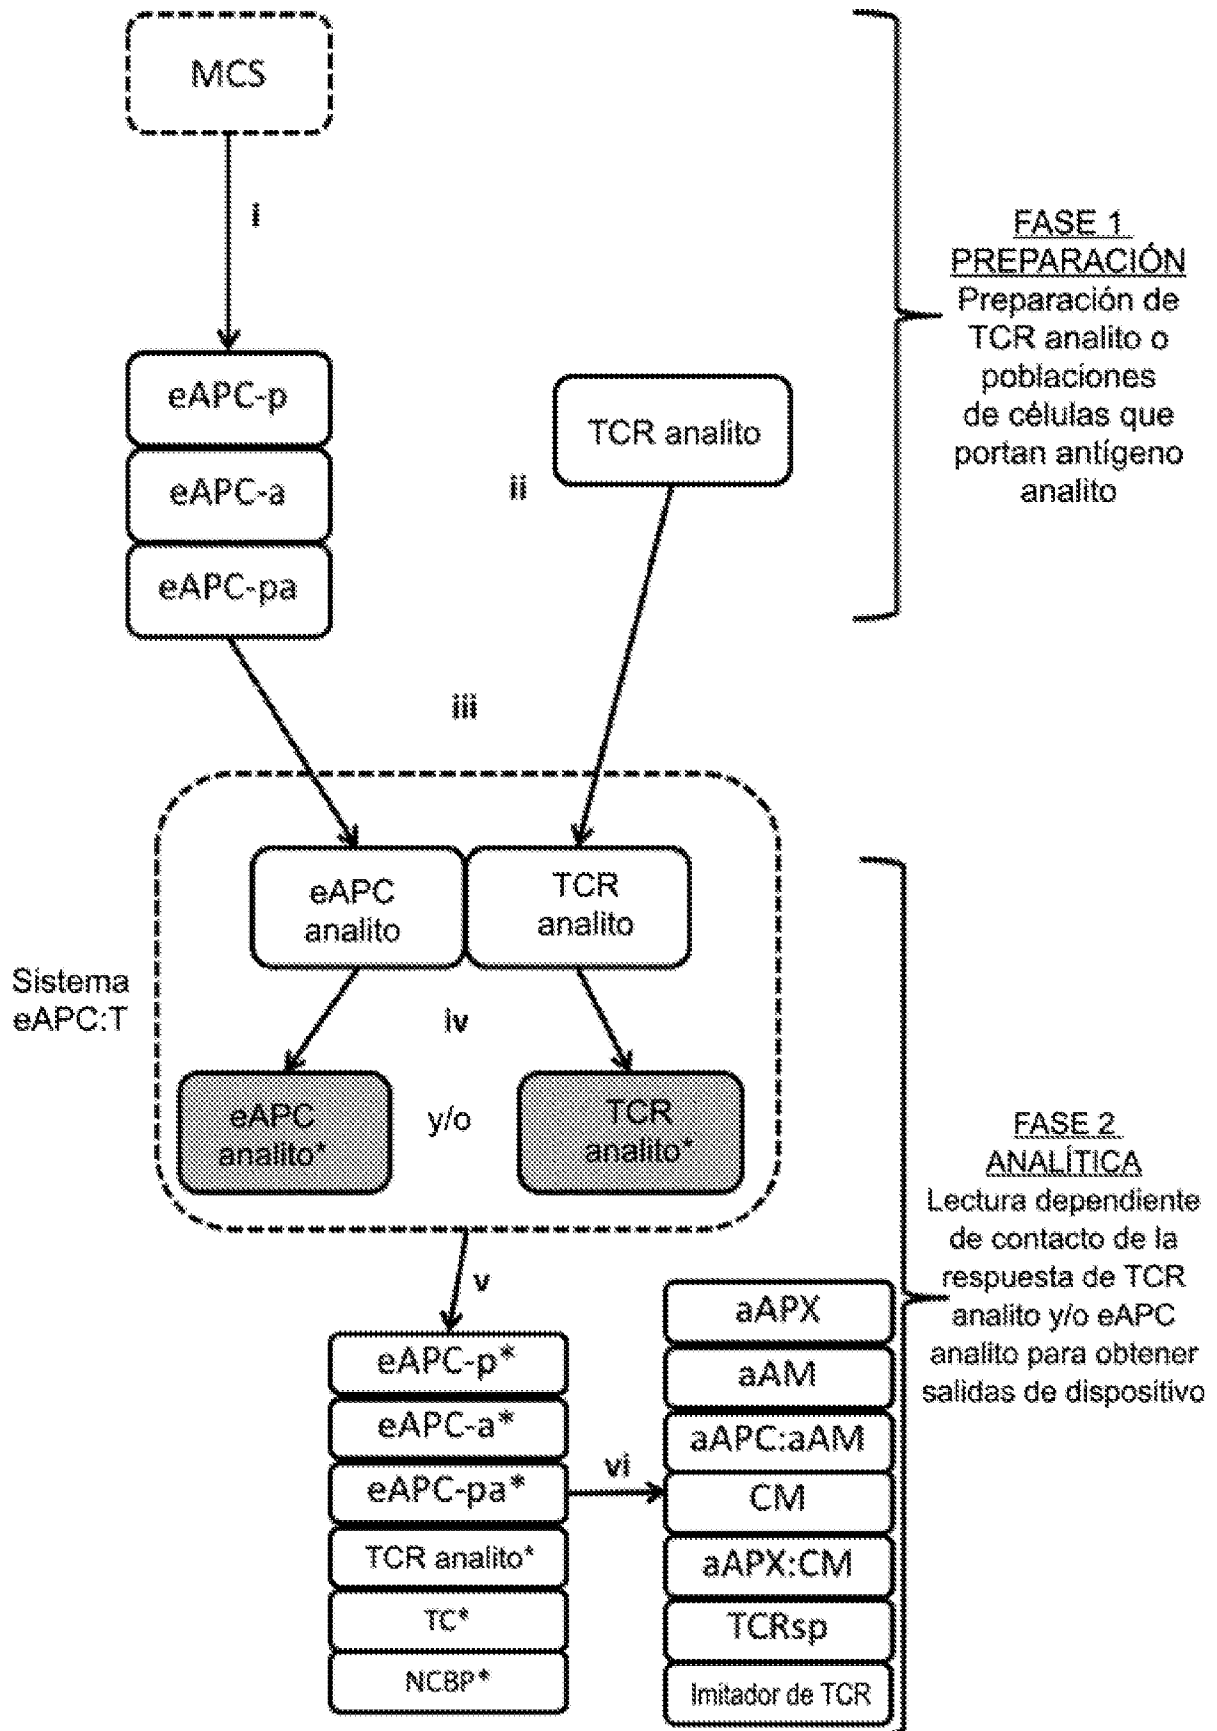 MCS
i
FASE 1
PREPARACIÓN
Preparación de
TCR analito o
poblaciones
de células que
portan antígeno
analito
eAPC-p
eAPC-a
eAPC-pa
TCR analito
ii
iii
Sistema
eAPC:T
eAPC
analito
TCR
analito
iv
eAPC
analito*
y/o
TCR
analito*
FASE 2
ANALÍTICA
Lectura dependiente
de contacto de la
respuesta de TCR
analito y/o eAPC
analito para obtener
salidas de dispositivo
v
eAPC-p*
eAPC-a*
eAPC-pa*
TCR analito*
TC*
NCBP*
vi
aAPX
aAM
aAPC:aAM
CM
aAPX:CM
TCRsp
Imitador de TCR